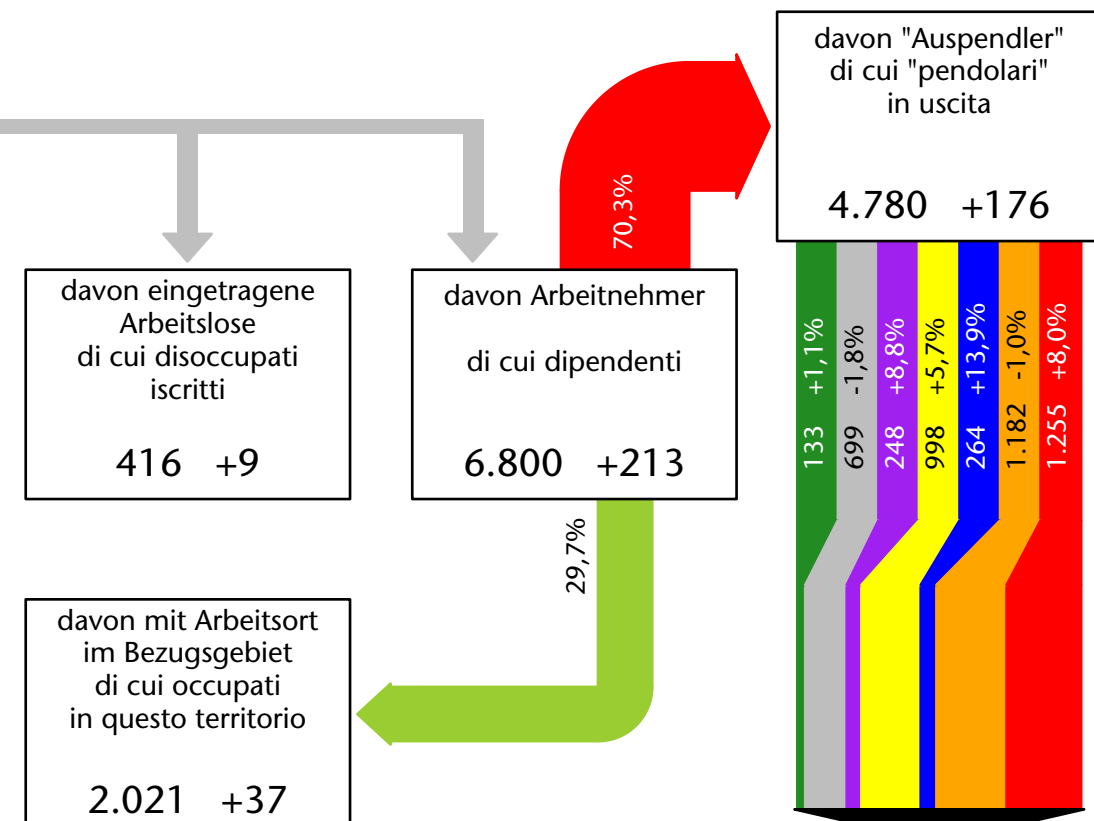 davon "Auspendler"
di cui "pendolari"
in uscita
4.780 +176
70,3%
davon eingetragene
Arbeitslose
di cui disoccupati
iscritti
416 +9
davon Arbeitnehmer
di cui dipendenti
6.800 +213
133 +1,1%
699 -1,8%
248 +8,8%
998 +5,7%
264 +13,9%
1.182 -1,0%
1.255 +8,0%
29,7%
davon mit Arbeitsort
im Bezugsgebiet
di cui occupati
in questo territorio
2.021 +37